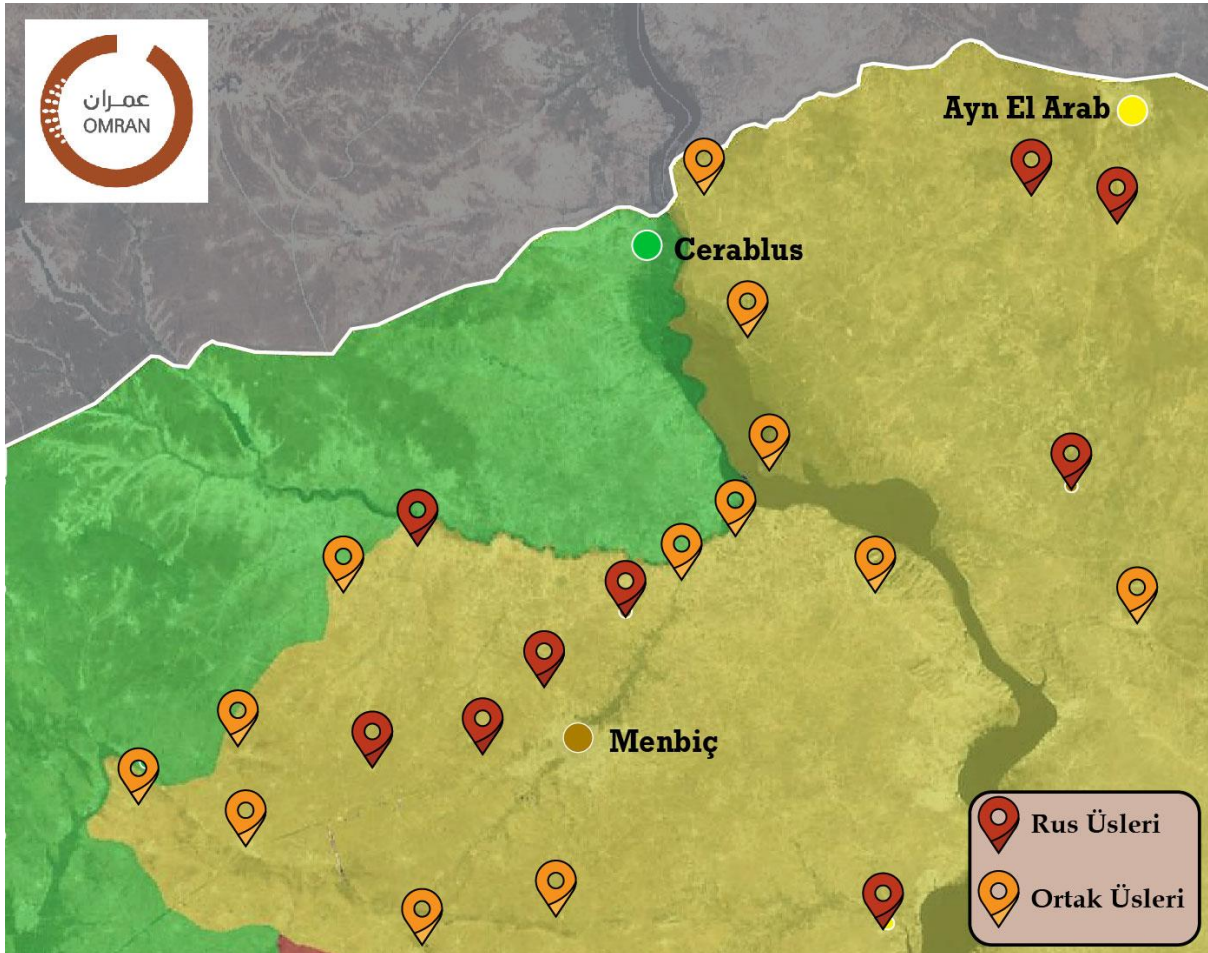 عمران
OMRAN
Ayn El Arab
Cerablus
Menbiç
Rus Üsleri
Ortak Üsleri